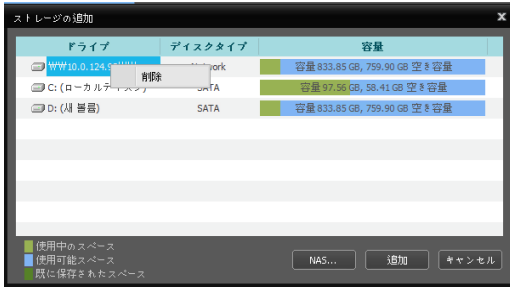 ストレージの追加 x
ドライブ ディスクタイプ 容量
₩₩10.0.124. 容量 833.85 GB, 759.90 GB 空き容量
削除
C: (ローカルディスク) SATA 容量 97.56 GB, 58.41 GB 空き容量
D: (새 볼륨) SATA 容量 833.85 GB, 759.90 GB 空き容量
使用中のスペース
使用可能スペース
既に保存されたスペース
NAS... 追加 キャンセル